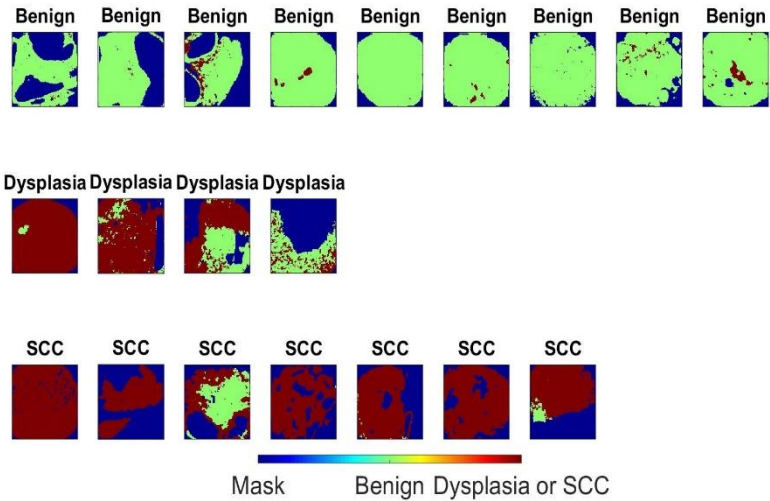 Benign Benign Benign Benign Benign Benign Benign Benign Benign
Dysplasia Dysplasia Dysplasia Dysplasia
SCC SCC SCC SCC SCC SCC SCC
Mask Benign Dysplasia or SCC